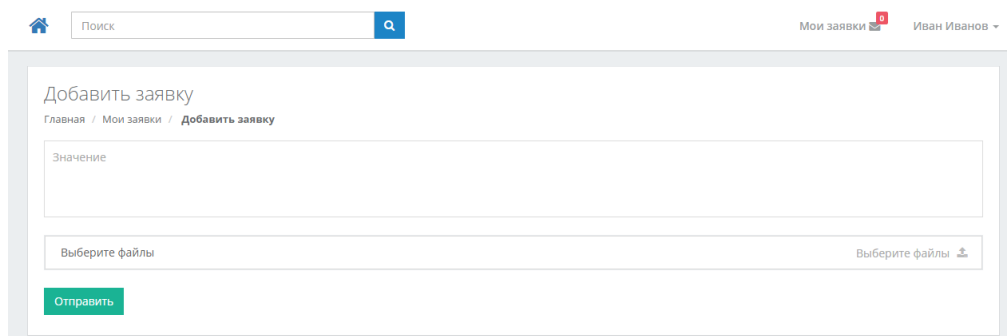 Поиск
Мои заявки 0 Иван Иванов
Добавить заявку
Главная / Мои заявки / Добавить заявку
Значение
Выберите файлы Выберите файлы
Отправить